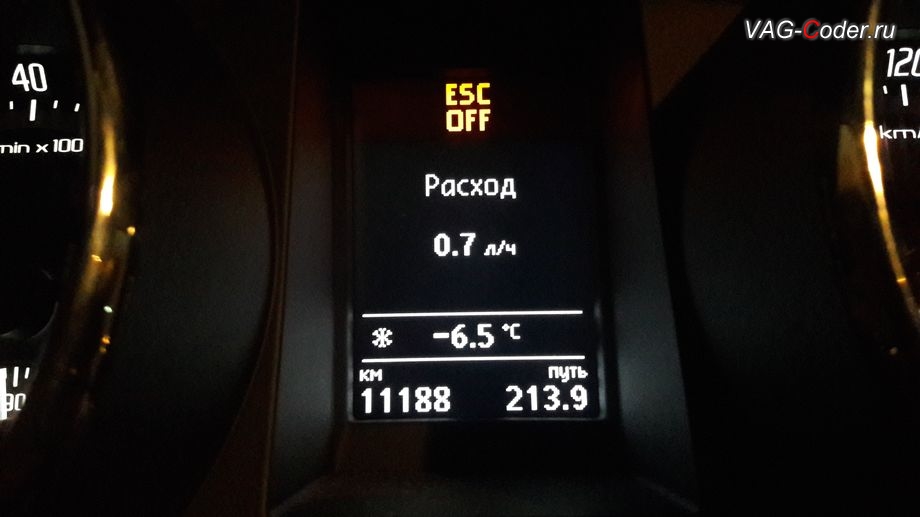 VAG-Coder.ru
40
min x 100
120
km/
ESC
OFF
Расход
0.7 л/ч
-6.5 °C
км путь
11188 213.9
90